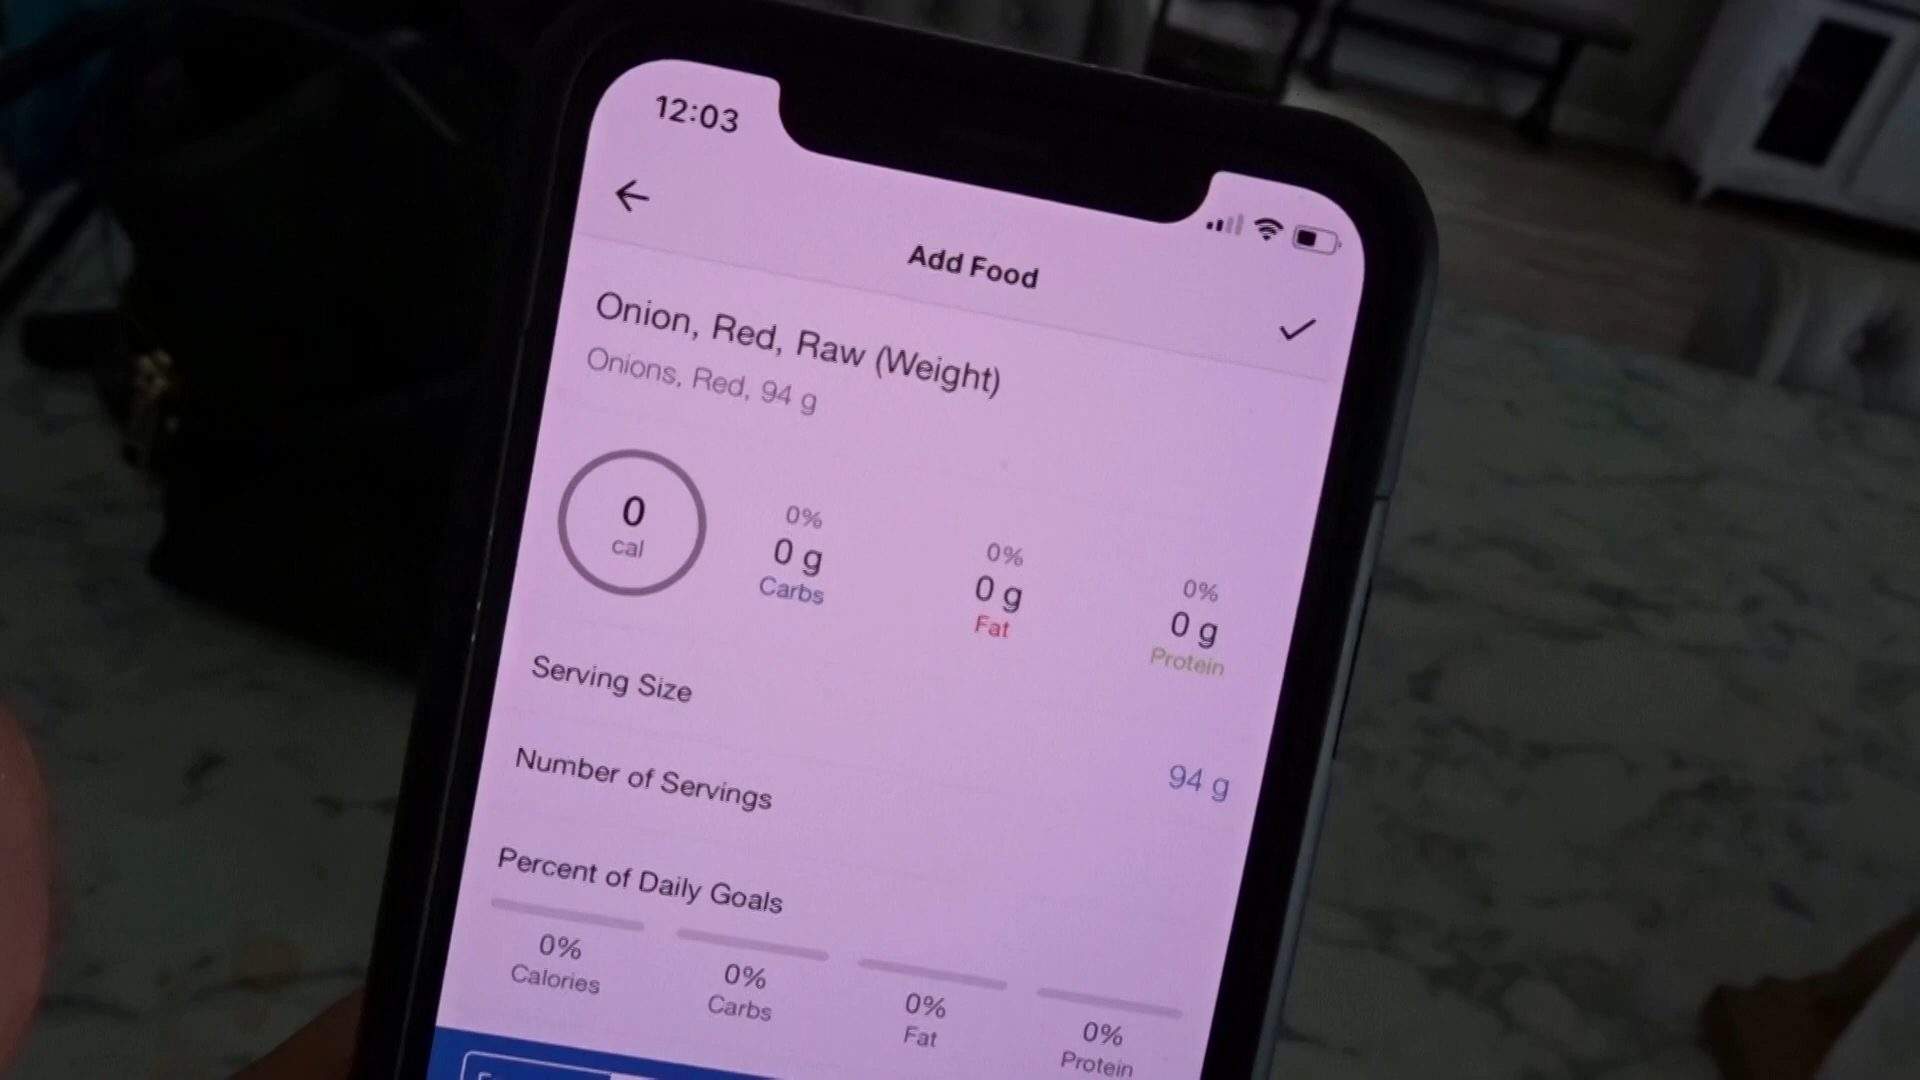 12:03
Add Food
Onion, Red, Raw (Weight)
Onions, Red, 94 g
0
cal
0%
0 g
Carbs
0%
0 g
Fat
0%
0 g
Protein
Serving Size
94 g
Number of Servings
Percent of Daily Goals
0%
Calories
0%
Carbs
0%
Fat
0%
Protein